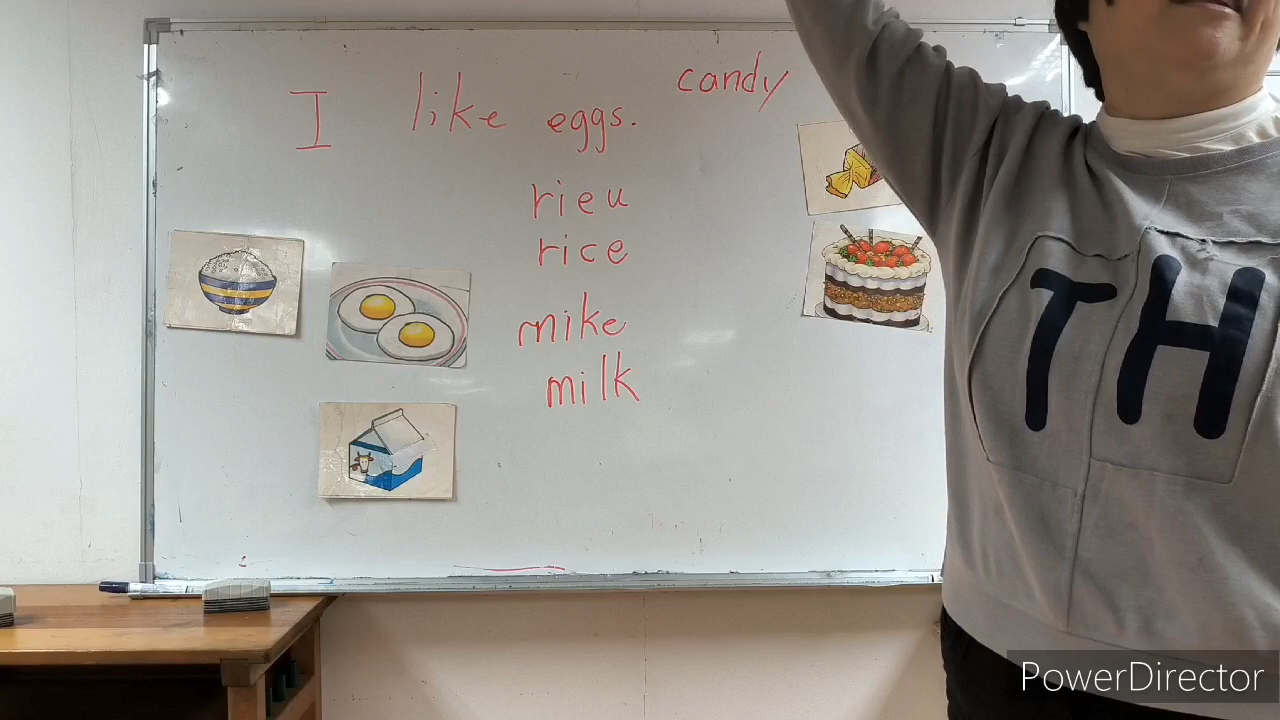 I like eggs.
candy
rieu
rice
mike
milk
TH
PowerDirector